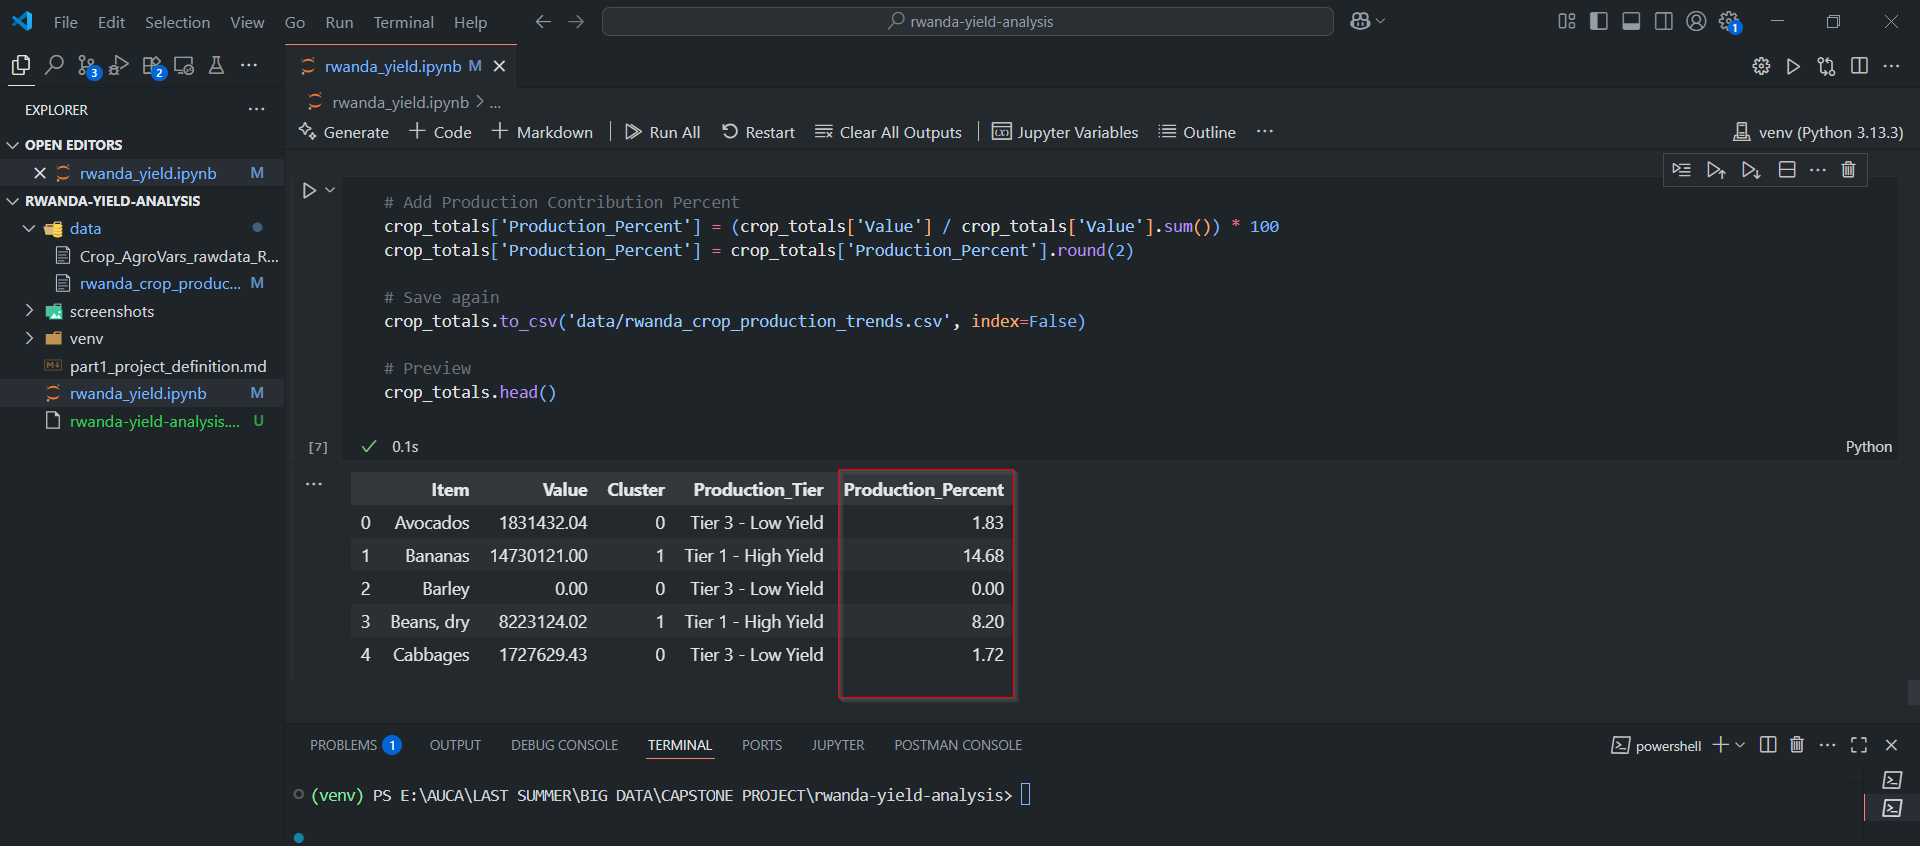 File Edit Selection View Go Run Terminal Help
rwanda-yield-analysis
1
3
2
EXPLORER
OPEN EDITORS
rwanda_yield.ipynb M
RWANDA-YIELD-ANALYSIS
data
Crop_AgroVars_rawdata_R...
rwanda_crop_produc... M
screenshots
venv
part1_project_definition.md
rwanda_yield.ipynb M
rwanda-yield-analysis.... U
rwanda_yield.ipynb M
rwanda_yield.ipynb > ...
Generate + Code + Markdown Run All Restart Clear All Outputs Jupyter Variables Outline ...
venv (Python 3.13.3)
# Add Production Contribution Percent
crop_totals['Production_Percent'] = (crop_totals['Value'] / crop_totals['Value'].sum()) * 100
crop_totals['Production_Percent'] = crop_totals['Production_Percent'].round(2)
# Save again
crop_totals.to_csv('data/rwanda_crop_production_trends.csv', index=False)
# Preview
crop_totals.head()
[7] 0.1s
Python
Item Value Cluster Production_Tier Production_Percent
0 Avocados 1831432.04 0 Tier 3 - Low Yield 1.83
1 Bananas 14730121.00 1 Tier 1 - High Yield 14.68
2 Barley 0.00 0 Tier 3 - Low Yield 0.00
3 Beans, dry 8223124.02 1 Tier 1 - High Yield 8.20
4 Cabbages 1727629.43 0 Tier 3 - Low Yield 1.72
PROBLEMS 1 OUTPUT DEBUG CONSOLE TERMINAL PORTS JUPYTER POSTMAN CONSOLE
powershell
(venv) PS E:\AUCA\LAST SUMMER\BIG DATA\CAPSTONE PROJECT\rwanda-yield-analysis>